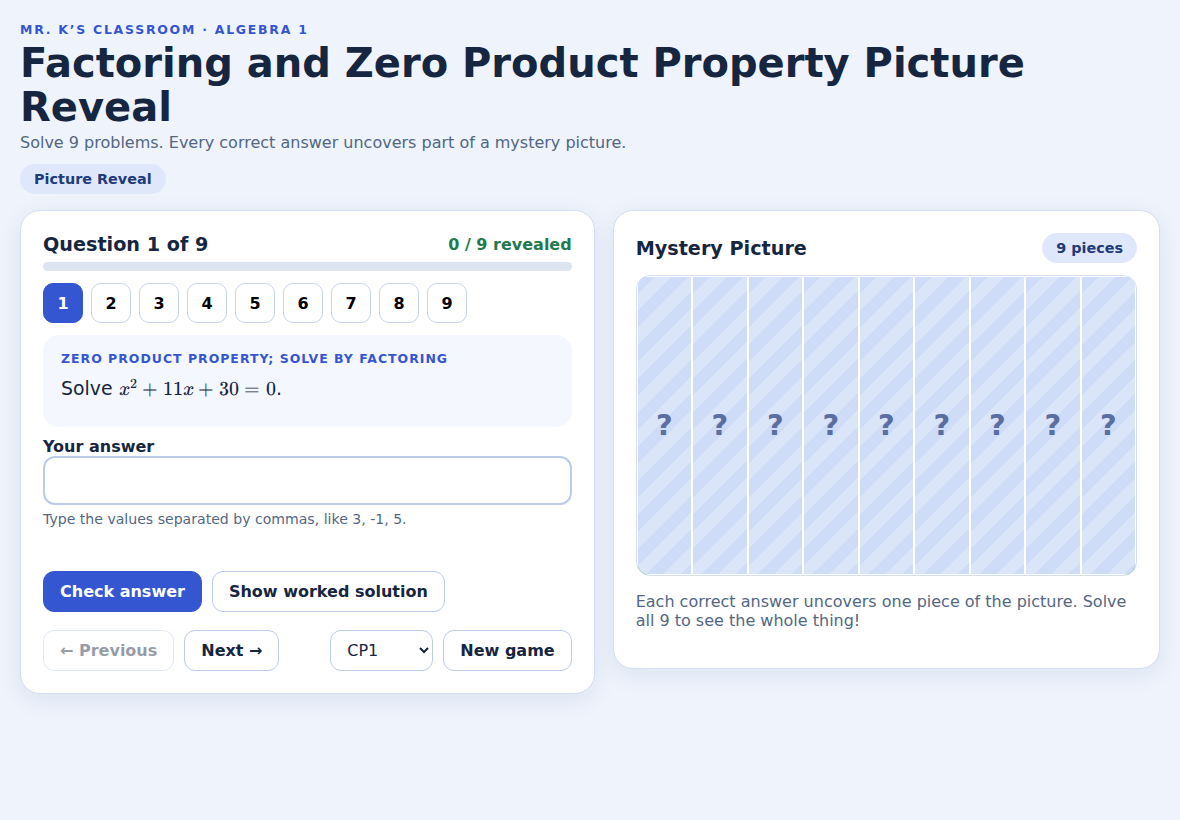 MR. K’S CLASSROOM · ALGEBRA 1
Factoring and Zero Product Property Picture
Reveal
Solve 9 problems. Every correct answer uncovers part of a mystery picture.
Picture Reveal
Question 1 of 9
0 / 9 revealed
1 2 3 4 5 6 7 8 9
ZERO PRODUCT PROPERTY; SOLVE BY FACTORING
Solve x² + 11x + 30 = 0.
Your answer
Type the values separated by commas, like 3, -1, 5.
Check answer
Show worked solution
← Previous
Next →
CP1
New game
Mystery Picture
9 pieces
? ? ? ? ? ? ? ? ?
Each correct answer uncovers one piece of the picture. Solve
all 9 to see the whole thing!